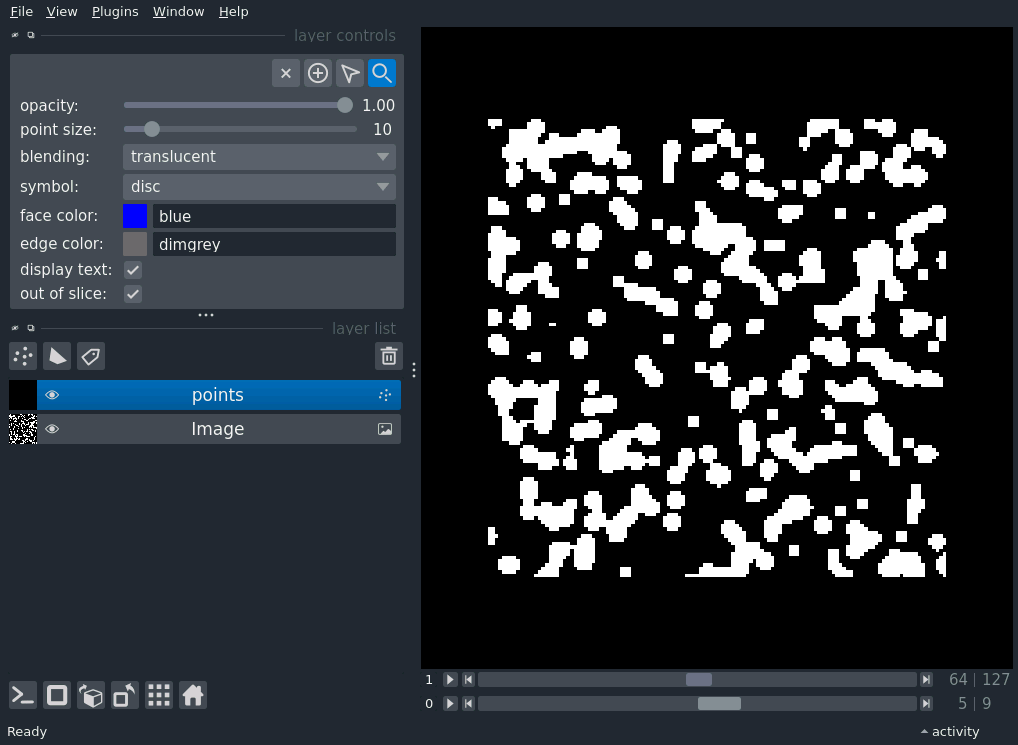 File View Plugins Window Help
layer controls
opacity: 1.00
point size: 10
blending: translucent
symbol: disc
face color: blue
edge color: dimgrey
display text:
out of slice:
layer list
points
Image
1 64 | 127
0 5 | 9
Ready activity